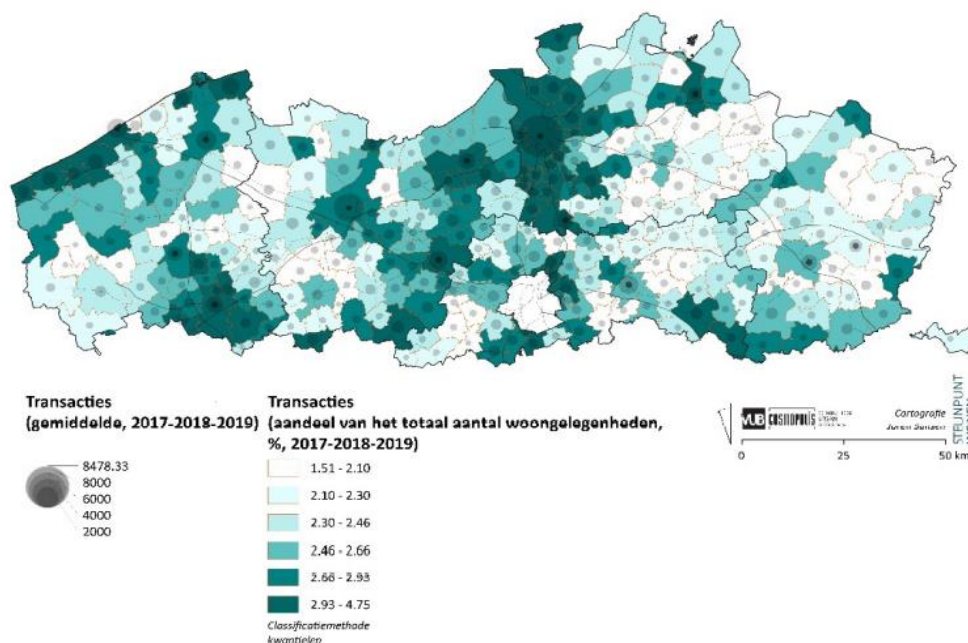 Transacties
(gemiddelde, 2017-2018-2019)
8478.33
8000
6000
4000
2000
Transacties
(aandeel van het totaal aantal woongelegenheden,
%, 2017-2018-2019)
1.51 - 2.10
2.10 - 2.30
2.30 - 2.46
2.46 - 2.66
2.66 - 2.93
2.93 - 4.75
Classificatiemethode
kwantielen
VUB
COSMOPOLIS
Cartografie
0 25 50 km
STEUNPUNT